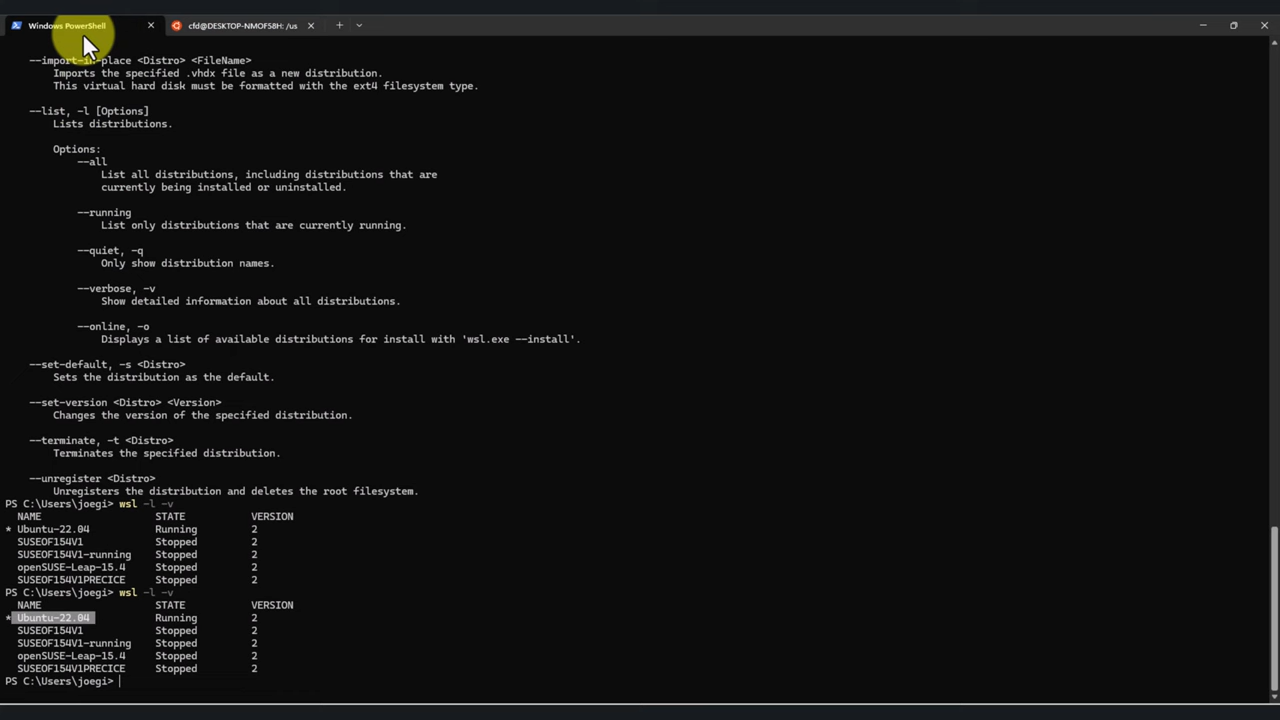 Windows PowerShell
cfd@DESKTOP-NMOF58H: /us
--import-in-place <Distro> <FileName>
Imports the specified .vhdx file as a new distribution.
This virtual hard disk must be formatted with the ext4 filesystem type.
--list, -l [Options]
Lists distributions.
Options:
--all
List all distributions, including distributions that are
currently being installed or uninstalled.
--running
List only distributions that are currently running.
--quiet, -q
Only show distribution names.
--verbose, -v
Show detailed information about all distributions.
--online, -o
Displays a list of available distributions for install with 'wsl.exe --install'.
--set-default, -s <Distro>
Sets the distribution as the default.
--set-version <Distro> <Version>
Changes the version of the specified distribution.
--terminate, -t <Distro>
Terminates the specified distribution.
--unregister <Distro>
Unregisters the distribution and deletes the root filesystem.
PS C:\Users\joegi> wsl -l -v
NAME STATE VERSION
* Ubuntu-22.04 Running 2
SUSEOF154V1 Stopped 2
SUSEOF154V1-running Stopped 2
openSUSE-Leap-15.4 Stopped 2
SUSEOF154V1PRECICE Stopped 2
PS C:\Users\joegi> wsl -l -v
NAME STATE VERSION
* Ubuntu-22.04 Running 2
SUSEOF154V1 Stopped 2
SUSEOF154V1-running Stopped 2
openSUSE-Leap-15.4 Stopped 2
SUSEOF154V1PRECICE Stopped 2
PS C:\Users\joegi>